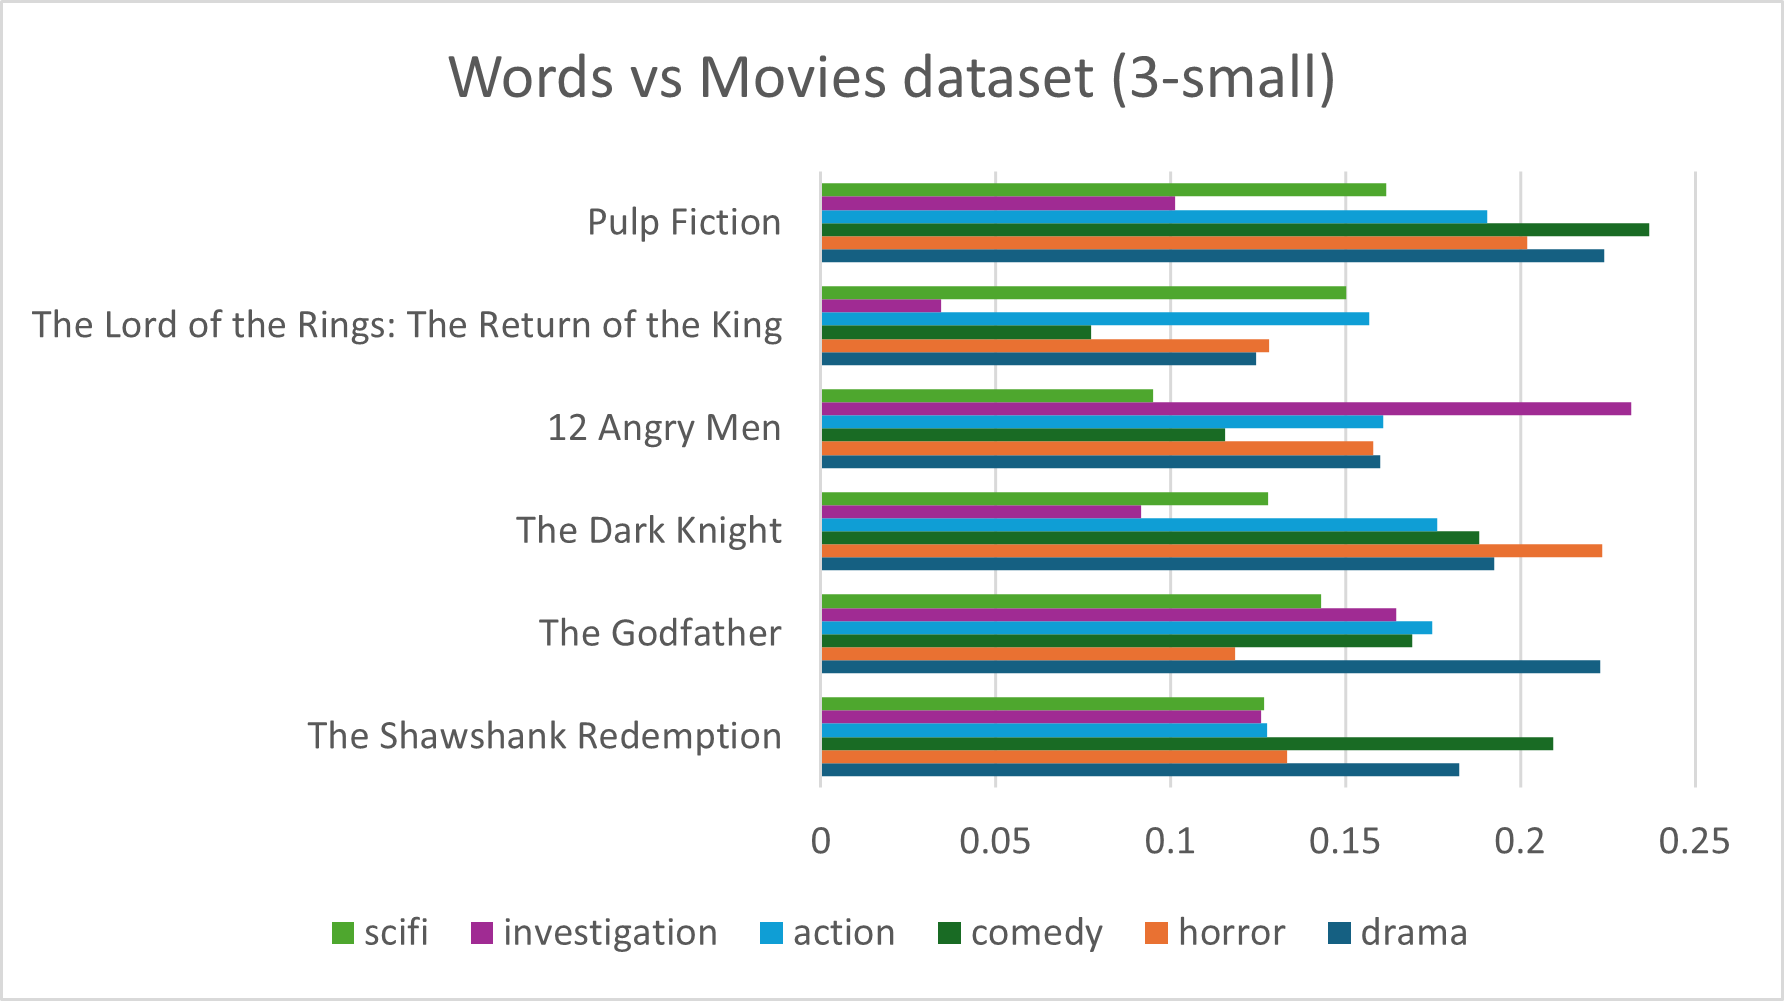 Words vs Movies dataset (3-small)
Pulp Fiction
The Lord of the Rings: The Return of the King
12 Angry Men
The Dark Knight
The Godfather
The Shawshank Redemption
0 0.05 0.1 0.15 0.2 0.25
scifi investigation action comedy horror drama